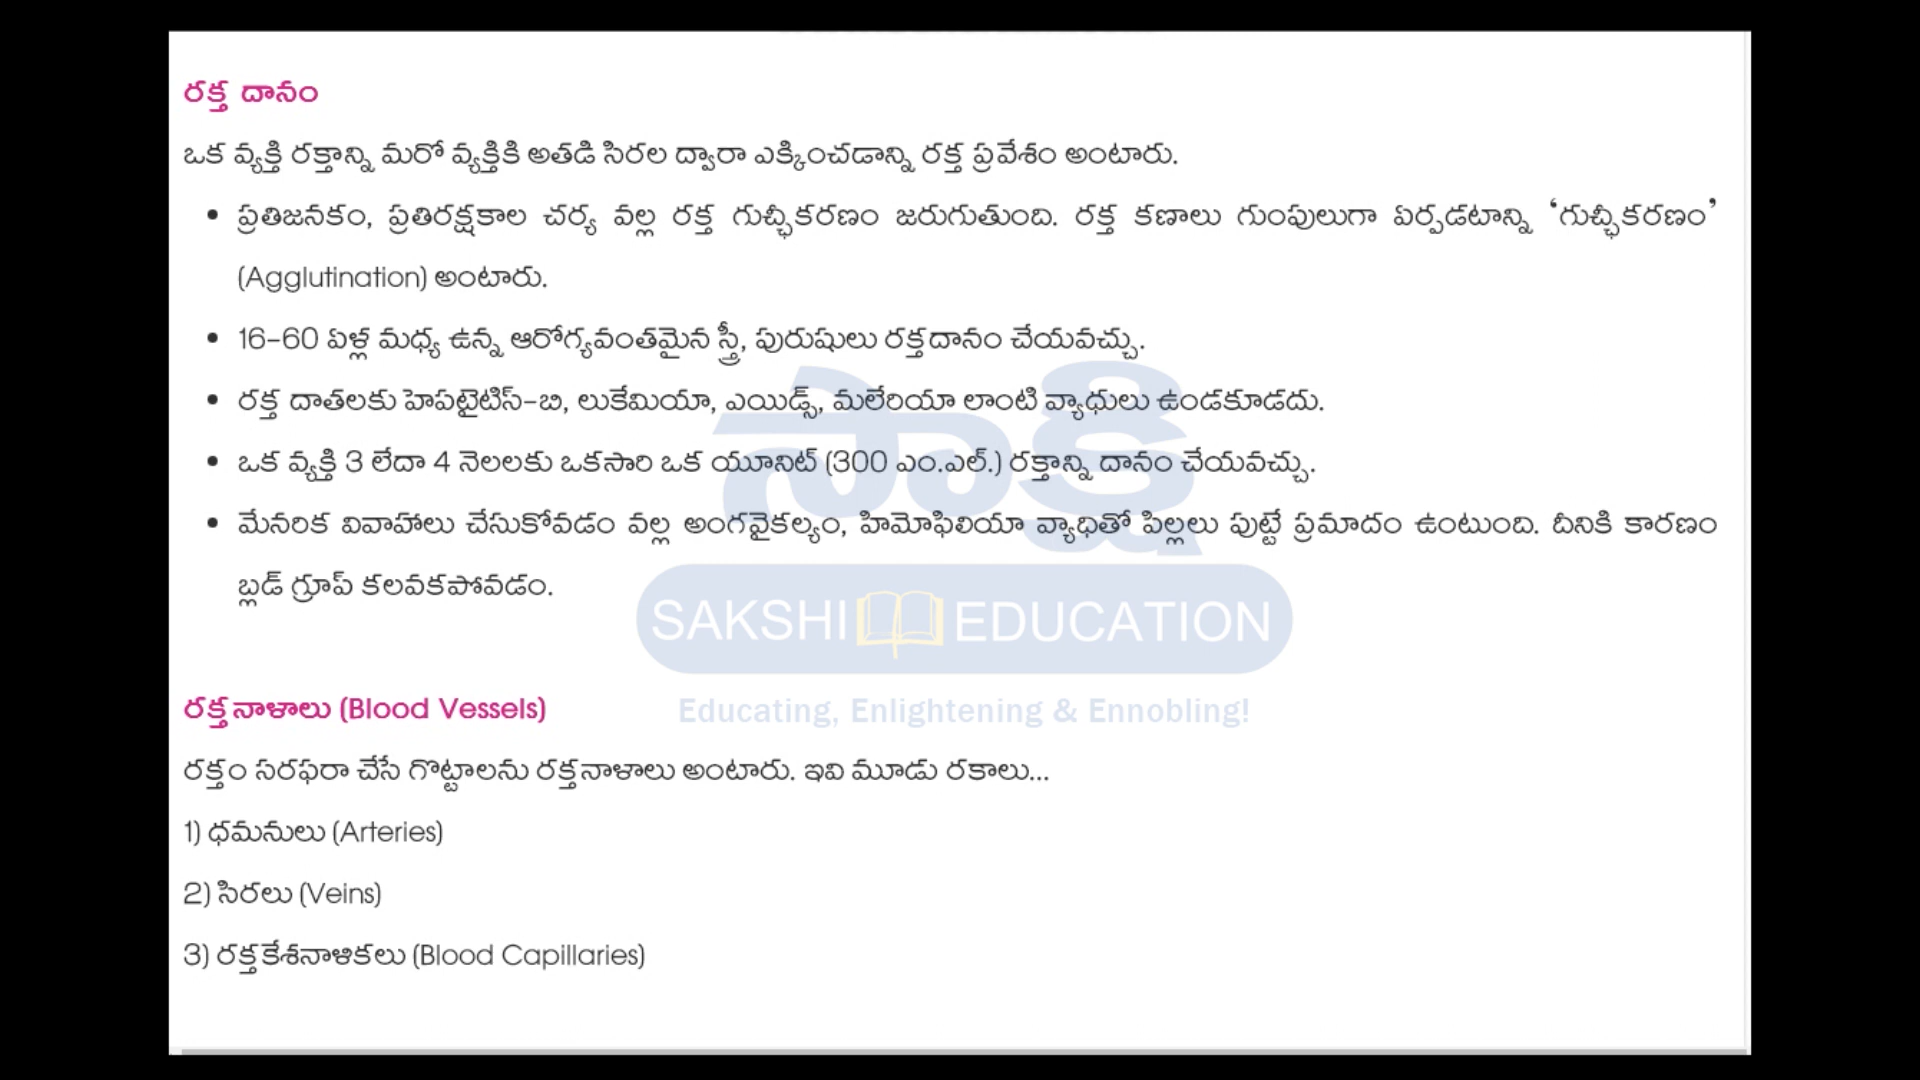 రక్త దానం
ఒక వ్యక్తి రక్తాన్ని మరో వ్యక్తికి అతడి సిరల ద్వారా ఎక్కించడాన్ని రక్త ప్రవేశం అంటారు.
• ప్రతిజనకం, ప్రతిరక్షకాల చర్య వల్ల రక్త గుచ్ఛీకరణం జరుగుతుంది. రక్త కణాలు గుంపులుగా ఏర్పడటాన్ని ‘గుచ్ఛీకరణం’
(Agglutination) అంటారు.
• 16-60 ఏళ్ల మధ్య ఉన్న ఆరోగ్యవంతమైన స్త్రీ, పురుషులు రక్తదానం చేయవచ్చు.
• రక్త దాతలకు హెపటైటిస్-బి, లుకేమియా, ఎయిడ్స్, మలేరియా లాంటి వ్యాధులు ఉండకూడదు.
• ఒక వ్యక్తి 3 లేదా 4 నెలలకు ఒకసారి ఒక యూనిట్ (300 ఎం.ఎల్.) రక్తాన్ని దానం చేయవచ్చు.
• మేనరిక వివాహాలు చేసుకోవడం వల్ల అంగవైకల్యం, హిమోఫిలియా వ్యాధితో పిల్లలు పుట్టే ప్రమాదం ఉంటుంది. దీనికి కారణం
బ్లడ్ గ్రూప్ కలవకపోవడం.
సాక్షి
SAKSHI EDUCATION
Educating, Enlightening & Ennobling!
రక్తనాళాలు (Blood Vessels)
రక్తం సరఫరా చేసే గొట్టాలను రక్తనాళాలు అంటారు. ఇవి మూడు రకాలు...
1) ధమనులు (Arteries)
2) సిరలు (Veins)
3) రక్తకేశనాళికలు (Blood Capillaries)